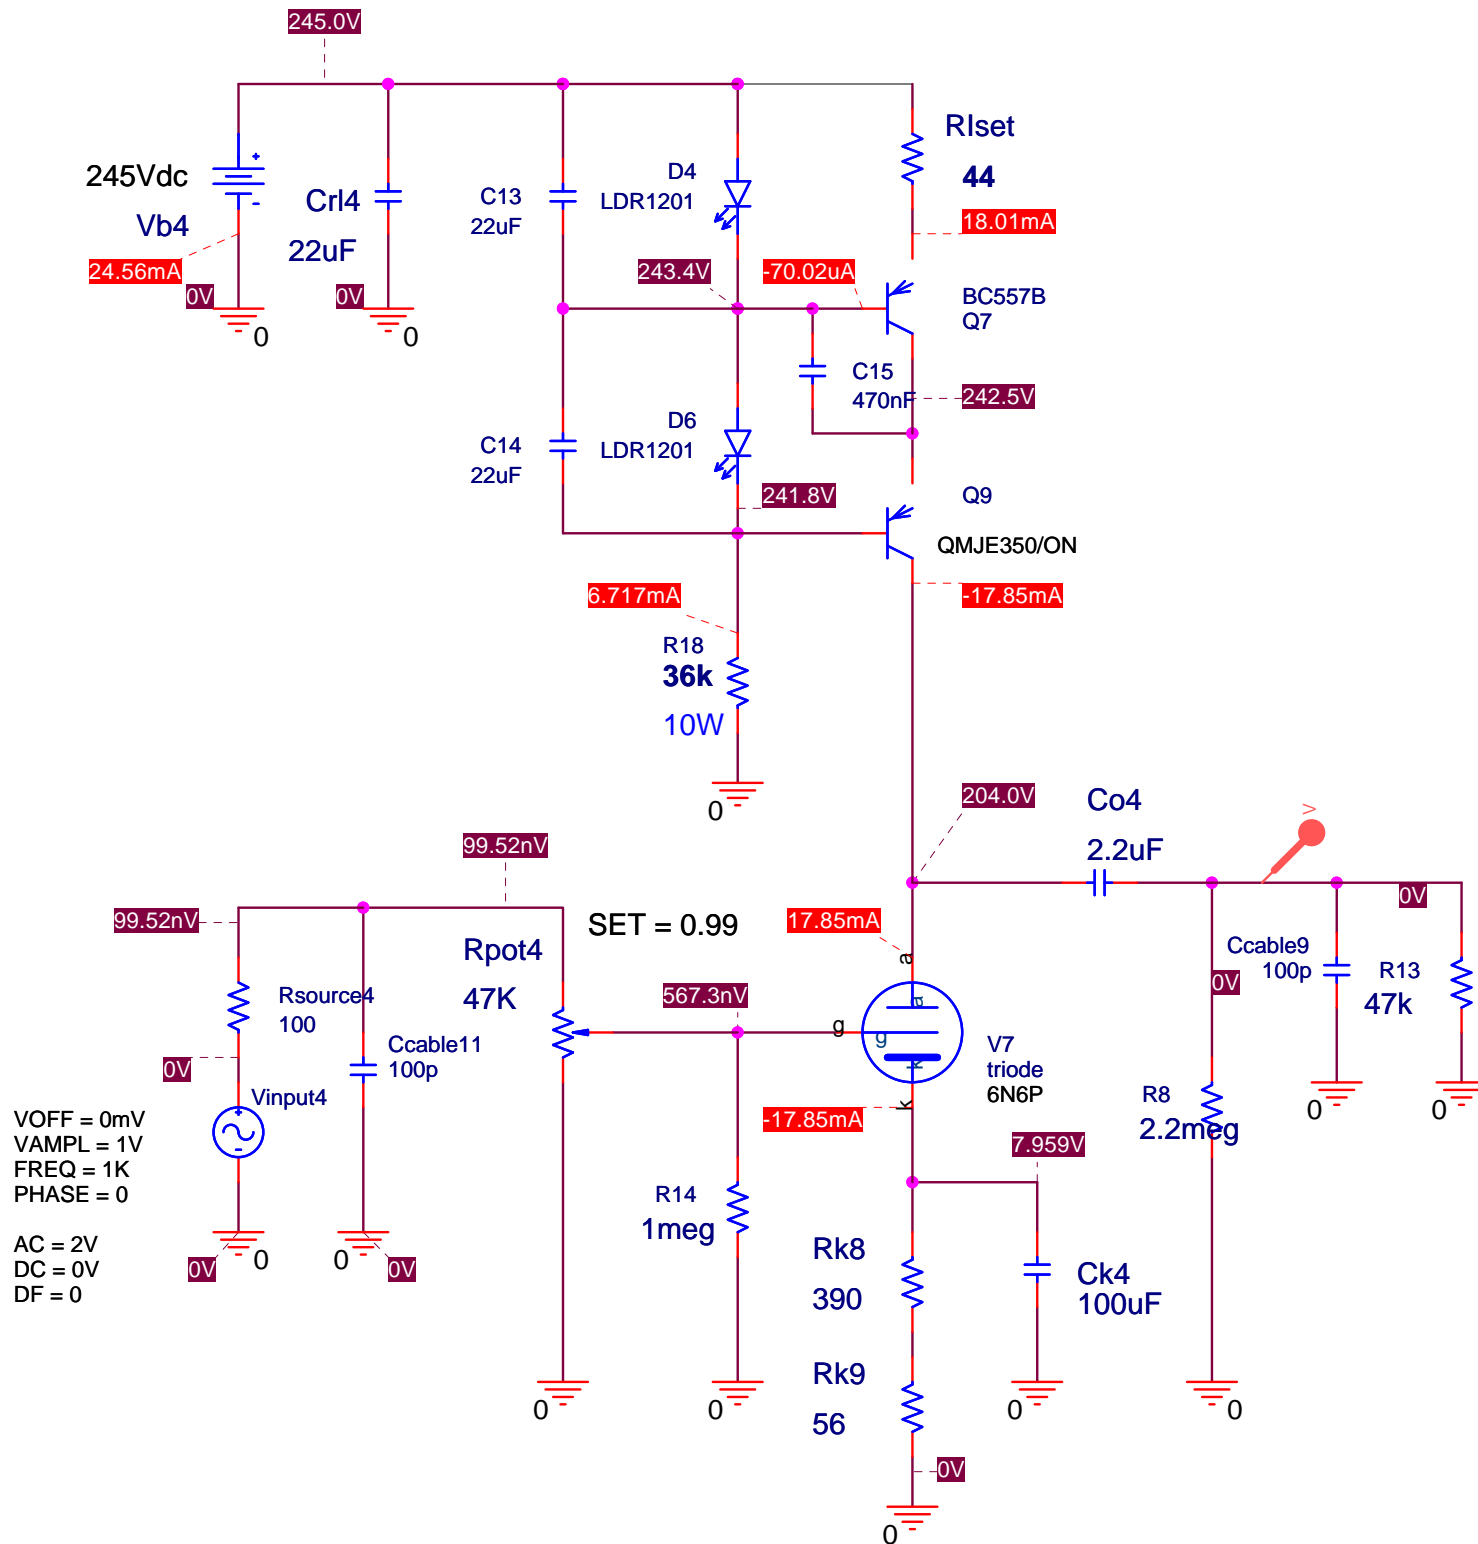 245.0V
245Vdc
Vb4
24.56mA
0V
0
Crl4
22uF
0V
0
C13
22uF
D4
LDR1201
RIset
44
18.01mA
243.4V
-70.02uA
BC557B
Q7
C15
470nF
242.5V
C14
22uF
D6
LDR1201
241.8V
Q9
QMJE350/ON
6.717mA
-17.85mA
R18
36k
10W
0
204.0V
Co4
2.2uF
V
99.52nV
99.52nV
SET = 0.99
Rpot4
47K
17.85mA
a
a
0V
Ccable9
100p
R13
47k
0V
Rsource4
100
567.3nV
g
g
k
k
V7
triode
6N6P
Ccable11
100p
0V
Vinput4
-17.85mA
7.959V
R8
2.2meg
0
0
VOFF = 0mV
VAMPL = 1V
FREQ = 1K
PHASE = 0
AC = 2V
DC = 0V
DF = 0
0V
0
0
0V
R14
1meg
Rk8
390
Ck4
100uF
Rk9
56
0
0
0
0
0V
0